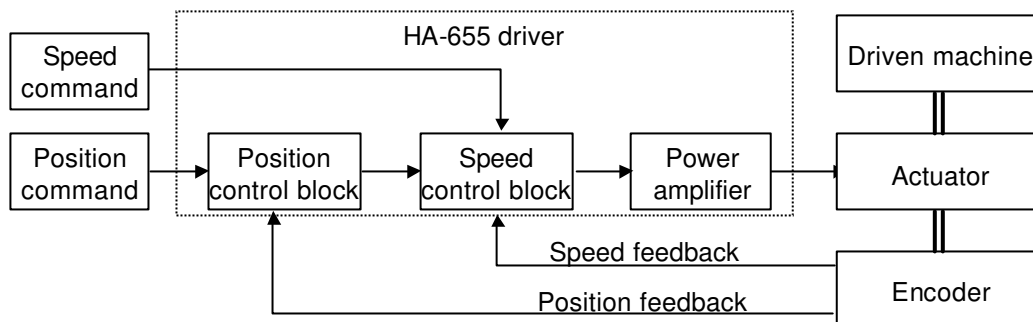 HA-655 driver
Speed
command
Driven machine
Position
command
Position
control block
Speed
control block
Power
amplifier
Actuator
Speed feedback
Position feedback
Encoder